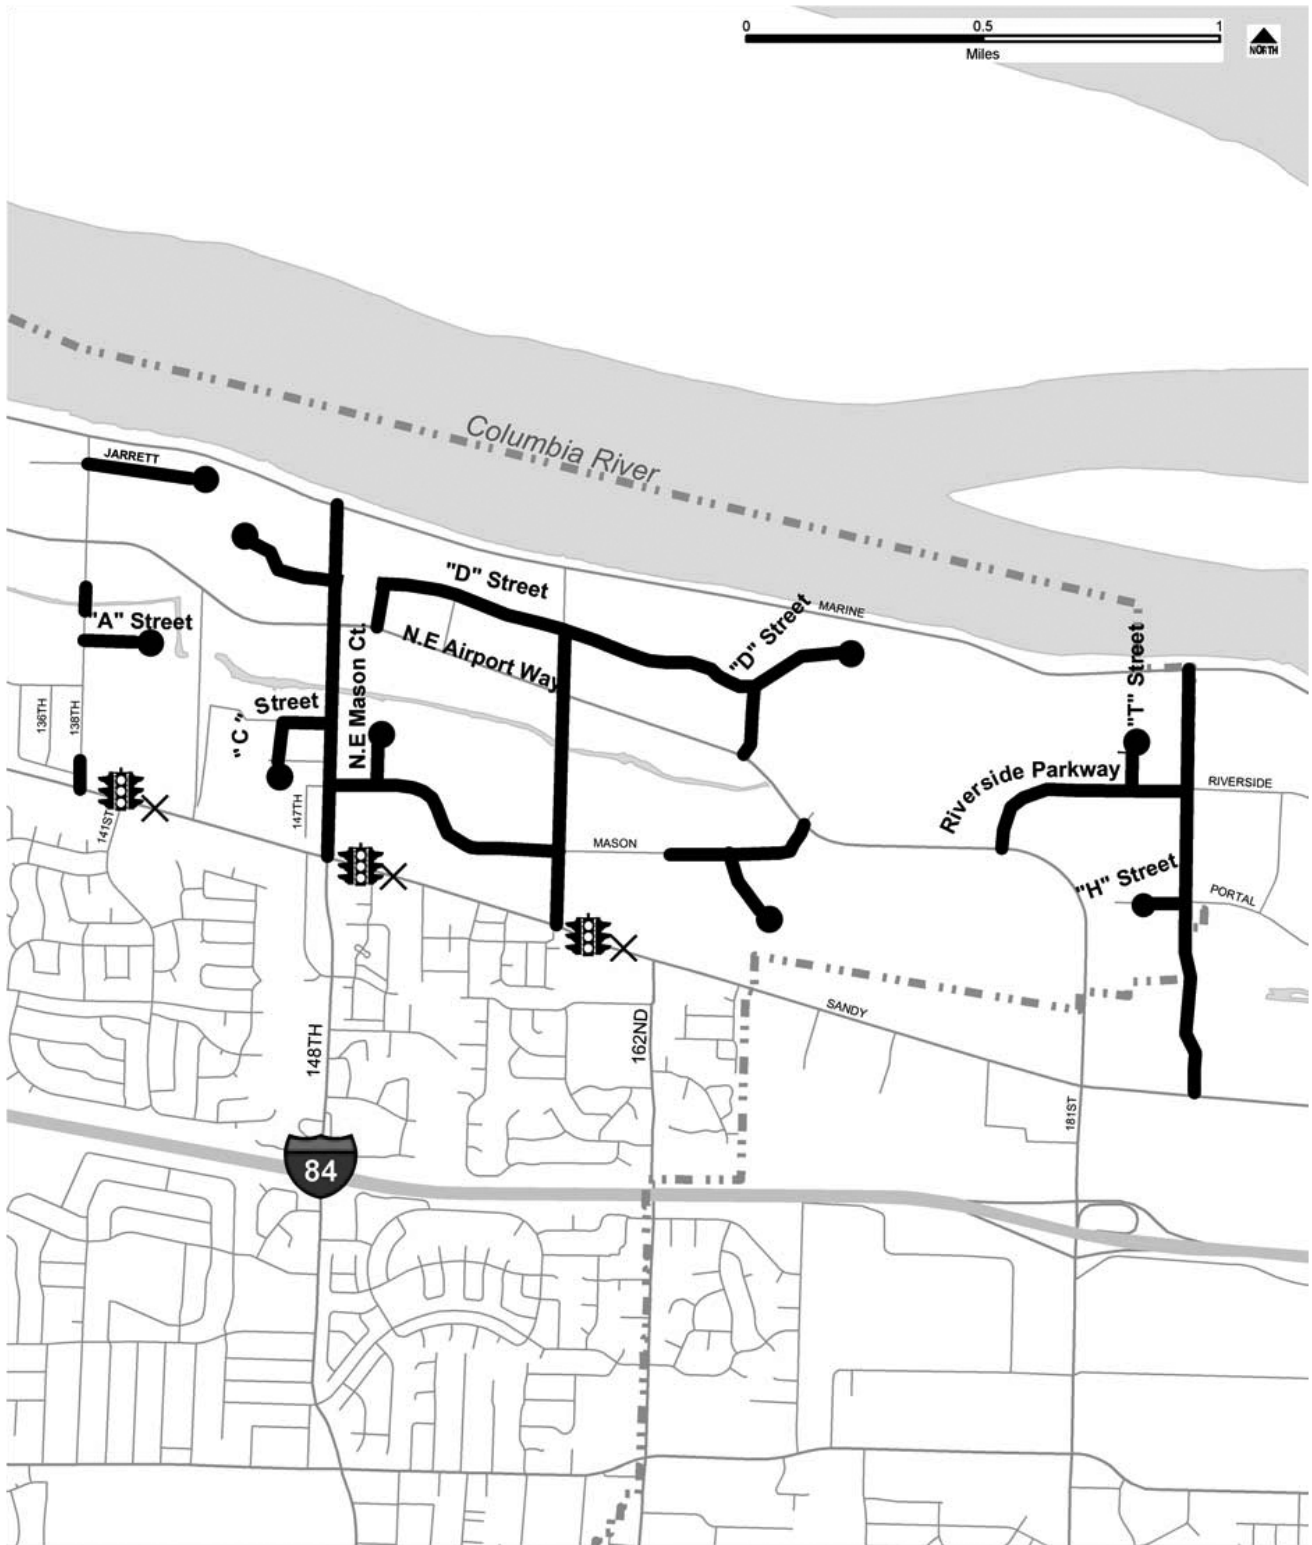 0 0.5 1
Miles
NORTH
Columbia River
JARRETT
"D" Street
"A" Street
MARINE
"D" Street
N.E Airport Way
N.E Mason Ct.
"T" Street
136TH
138TH
"C" Street
Riverside Parkway
RIVERSIDE
141ST
147TH
MASON
"H" Street
PORTAL
SANDY
148TH
162ND
181ST
84